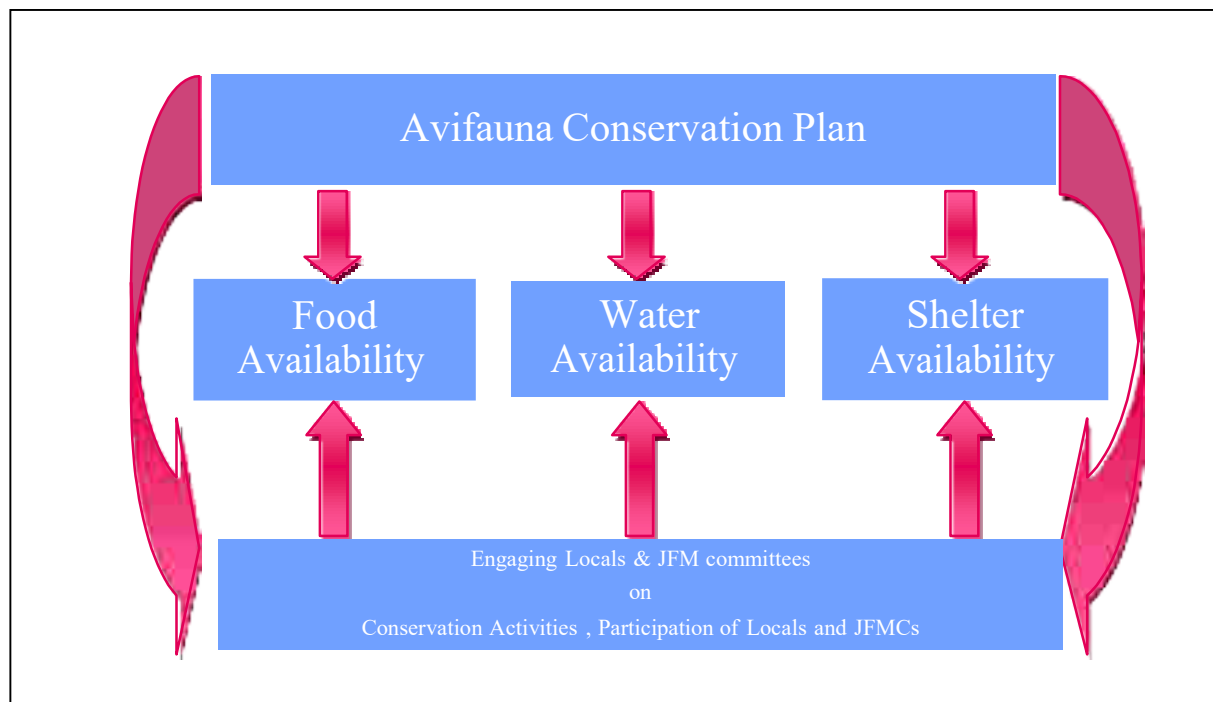 Avifauna Conservation Plan
Food
Availability
Water
Availability
Shelter
Availability
Engaging Locals & JFM committees
on
Conservation Activities , Participation of Locals and JFMCs